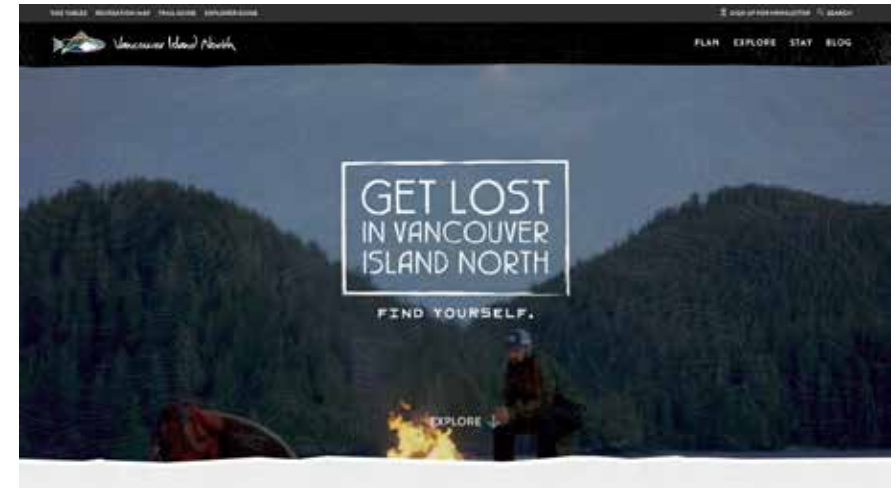 TIDE TABLES RECREATION MAP TRAIL GUIDE EXPLORER GUIDE
SIGN UP FOR NEWSLETTER SEARCH
Vancouver Island North
PLAN EXPLORE STAY BLOG
GET LOST
IN VANCOUVER
ISLAND NORTH
FIND YOURSELF.
EXPLORE